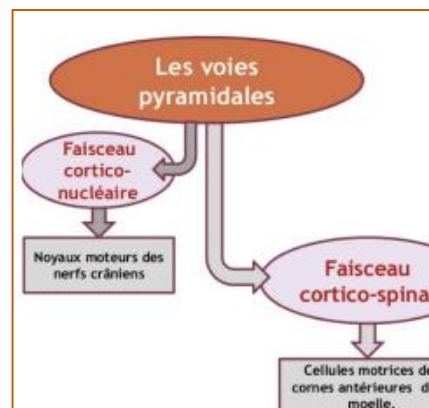 Les voies
pyramidales
Faisceau
cortico-
nucléaire
Noyaux moteurs des
nerfs crâniens
Faisceau
cortico-spina
Cellules motrices de
cornes antérieures d
moelle.